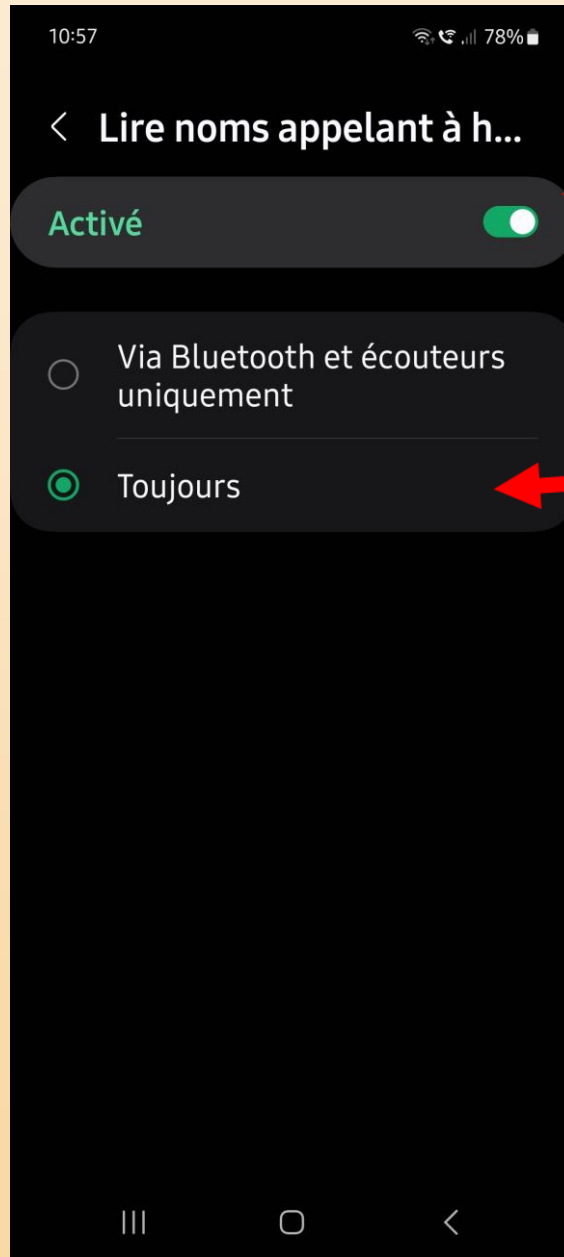 10:57 78%
Lire noms appelant à h...
Activé
Via Bluetooth et écouteurs
uniquement
Toujours